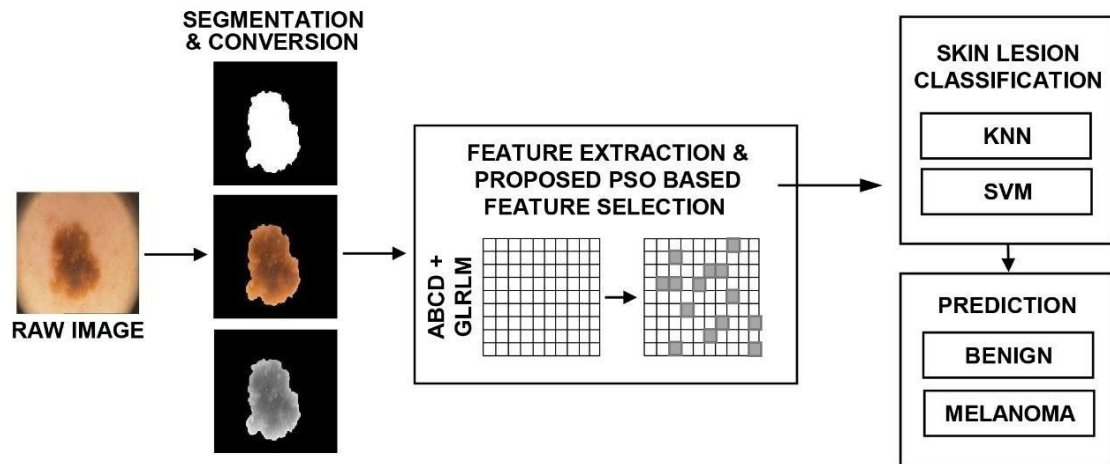 SEGMENTATION
& CONVERSION
RAW IMAGE
FEATURE EXTRACTION &
PROPOSED PSO BASED
FEATURE SELECTION
ABCD +
GLRLM
SKIN LESION
CLASSIFICATION
KNN
SVM
PREDICTION
BENIGN
MELANOMA